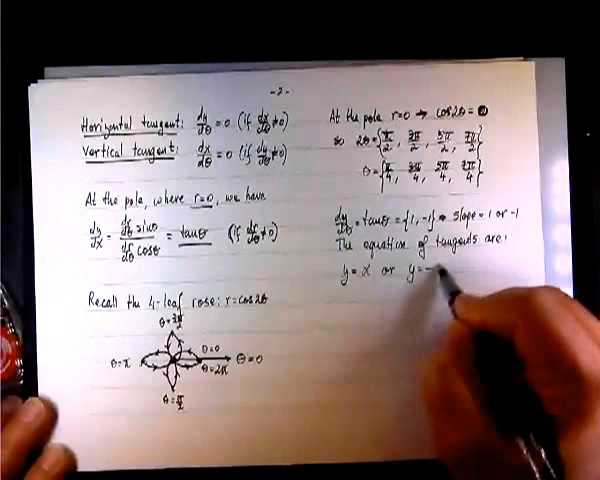 -2-
Horizontal tangent: dy/dθ = 0 (if dx/dθ ≠ 0)
Vertical tangent: dx/dθ = 0 (if dy/dθ ≠ 0)
At the pole, where r=0, we have
dy/dx = (dr/dθ sinθ)/(dr/dθ cosθ) = tanθ (if dr/dθ ≠ 0)
Recall the 4-leaf rose: r = cos2θ
θ = 3π/2
θ = π
θ = 0
θ = 2π
θ = 0
θ = π/2
At the pole r=0 → cos2θ = 0
so 2θ = {π/2, 3π/2, 5π/2, 7π/2}
θ = {π/4, 3π/4, 5π/4, 7π/4}
dy/dθ = tanθ = {1, -1} ⇒ slope = 1 or -1
The equation of tangents are:
y = x or y = -